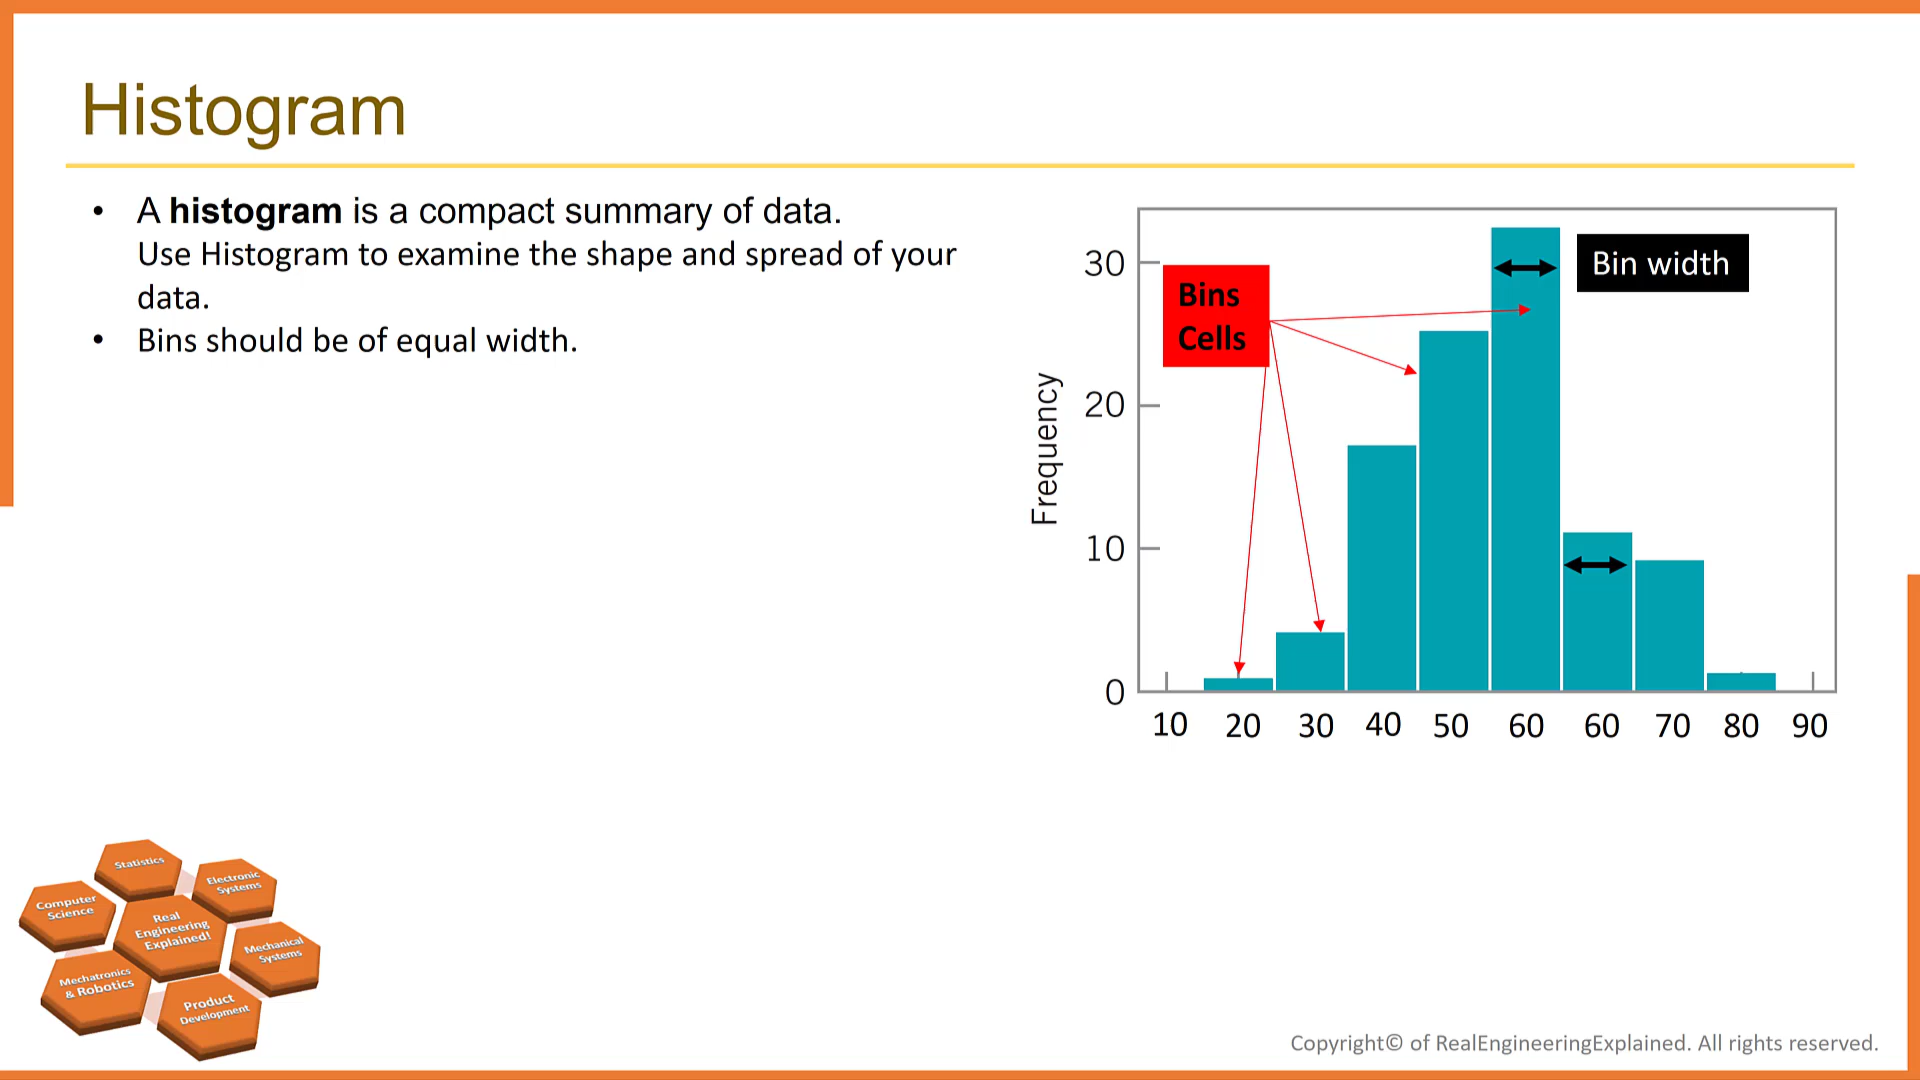 Histogram
• A histogram is a compact summary of data.
Use Histogram to examine the shape and spread of your
data.
• Bins should be of equal width.
Bins
Cells
Bin width
Frequency
30
20
10
0
10 20 30 40 50 60 60 70 80 90
Statistics
Electronic
Systems
Computer
Science
Real
Engineering
Explained!
Mechanical
Systems
Mechatronics
& Robotics
Product
Development
Copyright© of RealEngineeringExplained. All rights reserved.